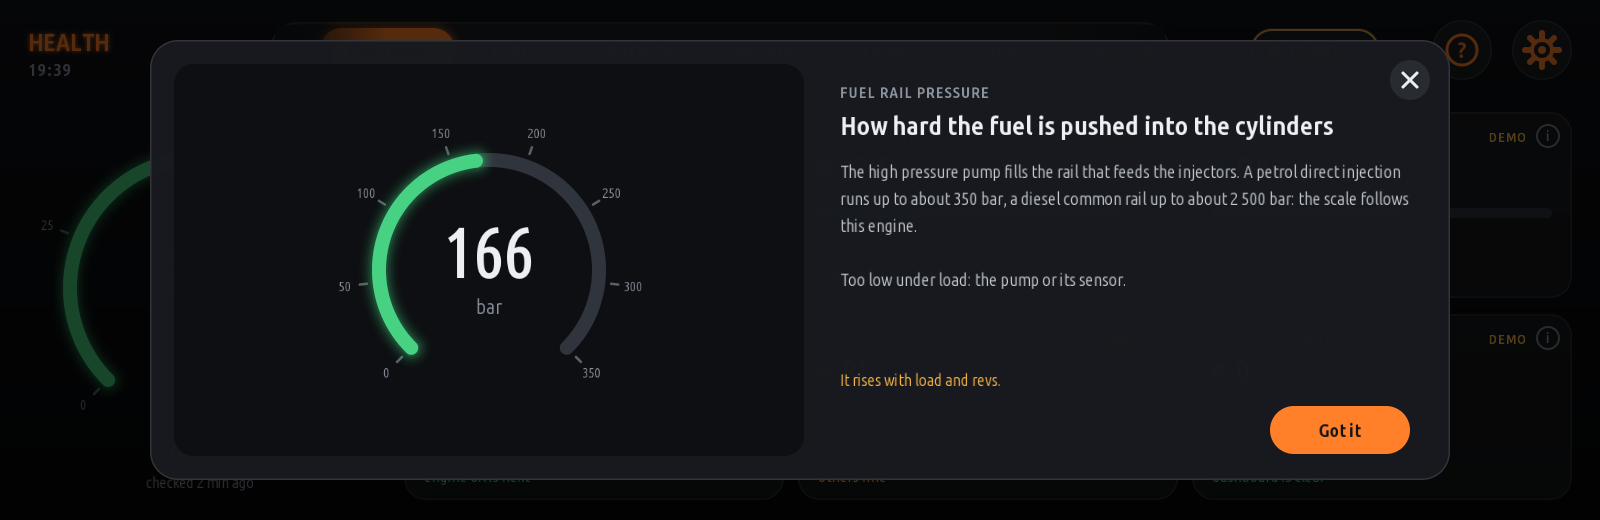 HEALTH
19:39
?
DEMO
i
25
0
checked 2 min ago
DEMO
i
150
200
100
250
50
300
0
350
166
bar
FUEL RAIL PRESSURE
How hard the fuel is pushed into the cylinders
The high pressure pump fills the rail that feeds the injectors. A petrol direct injection
runs up to about 350 bar, a diesel common rail up to about 2 500 bar: the scale follows
this engine.
Too low under load: the pump or its sensor.
It rises with load and revs.
Got it